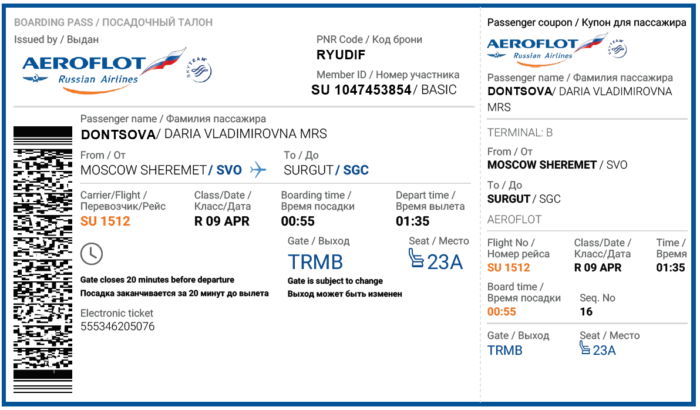 BOARDING PASS / ПОСАДОЧНЫЙ ТАЛОН
Issued by / Выдан
AEROFLOT
Russian Airlines
SKYTEAM
PNR Code / Код брони
RYUDIF
Member ID / Номер участника
SU 1047453854 / BASIC
Passenger name / Фамилия пассажира
DONTSOVA/ DARIA VLADIMIROVNA MRS
From / От
MOSCOW SHEREMET / SVO
To / До
SURGUT / SGC
Carrier/Flight /
Перевозчик/Рейс
SU 1512
Class/Date /
Класс/Дата
R 09 APR
Boarding time /
Время посадки
00:55
Depart time /
Время вылета
01:35
Gate / Выход
TRMB
Seat / Место
23A
Gate closes 20 minutes before departure
Посадка заканчивается за 20 минут до вылета
Gate is subject to change
Выход может быть изменен
Electronic ticket
555346205076
Passenger coupon / Купон для пассажира
AEROFLOT
Russian Airlines
SKYTEAM
Passenger name / Фамилия пассажира
DONTSOVA/ DARIA VLADIMIROVNA
MRS
TERMINAL: B
From / От
MOSCOW SHEREMET / SVO
To / До
SURGUT / SGC
AEROFLOT
Flight No /
Номер рейса
SU 1512
Class/Date /
Класс/Дата
R 09 APR
Time /
Время
01:35
Board time /
Время посадки
00:55
Seq. No
16
Gate / Выход
TRMB
Seat / Место
23A